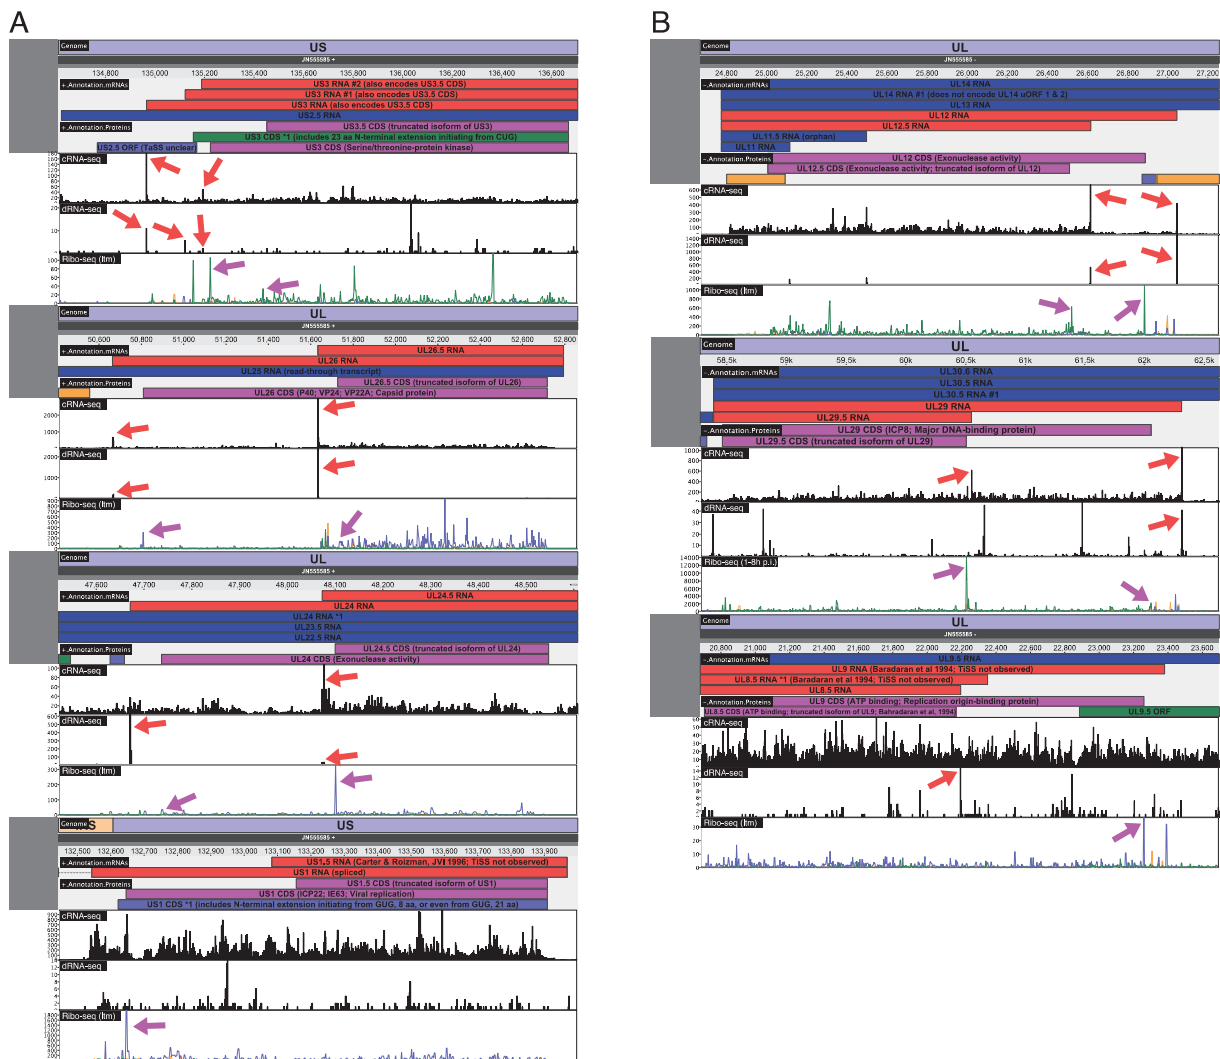 A
Genome
US
JN555585 +
134,800 135,000 135,200 135,400 135,600 135,800 136,000 136,200 136,400 136,600
+.Annotation.mRNAs
US3 RNA #2 (also encodes US3.5 CDS)
US3 RNA #1 (also encodes US3.5 CDS)
US3 RNA (also encodes US3.5 CDS)
US2.5 RNA
+.Annotation.Proteins
US3.5 CDS (truncated isoform of US3)
US3 CDS *1 (includes 23 aa N-terminal extension initiating from CUG)
US2.5 ORF (TaSS unclear)
US3 CDS (Serine/threonine-protein kinase)
cRNA-seq
dRNA-seq
Ribo-seq (ltm)
UL
JN555585 +
50,600 50,800 51,000 51,200 51,400 51,600 51,800 52,000 52,200 52,400 52,600 52,800
+.Annotation.mRNAs
UL26.5 RNA
UL26 RNA
UL25 RNA (read-through transcript)
+.Annotation.Proteins
UL26.5 CDS (truncated isoform of UL26)
UL26 CDS (P40; VP24; VP22A; Capsid protein)
cRNA-seq
dRNA-seq
Ribo-seq (ltm)
Genome
UL
JN555585 +
47,600 47,700 47,800 47,900 48,000 48,100 48,200 48,300 48,400 48,500
+.Annotation.mRNAs
UL24.5 RNA
UL24 RNA
UL24 RNA *1
UL23.5 RNA
UL22.5 RNA
+.Annotation.Proteins
UL24.5 CDS (truncated isoform of UL24)
UL24 CDS (Exonuclease activity)
cRNA-seq
dRNA-seq
Ribo-seq (ltm)
Genome
US
JN555585 +
132,500 132,600 132,700 132,800 132,900 133,000 133,100 133,200 133,300 133,400 133,500 133,600 133,700 133,800 133,900
+.Annotation.mRNAs
US1.5 RNA (Carter & Roizman, JVI 1996; TiSS not observed)
US1 RNA (spliced)
+.Annotation.Proteins
US1.5 CDS (truncated isoform of US1)
US1 CDS (ICP22; IE63; Viral replication)
US1 CDS *1 (includes N-terminal extension initiating from GUG, 8 aa, or even from GUG, 21 aa)
cRNA-seq
dRNA-seq
Ribo-seq (ltm)
B
Genome
UL
JN555585 -
24,800 25,000 25,200 25,400 25,600 25,800 26,000 26,200 26,400 26,600 26,800 27,000 27,200
-.Annotation.mRNAs
UL14 RNA
UL14 RNA #1 (does not encode UL14 uORF 1 & 2)
UL13 RNA
UL12 RNA
UL12.5 RNA
UL11.5 RNA (orphan)
UL11 RNA
-.Annotation.Proteins
UL12 CDS (Exonuclease activity)
UL12.5 CDS (Exonuclease activity; truncated isoform of UL12)
cRNA-seq
dRNA-seq
Ribo-seq (ltm)
Genome
UL
58,5k 59k 59,5k 60k 60,5k 61k 61,5k 62k 62,5k
-.Annotation.mRNAs
UL30.6 RNA
UL30.5 RNA
UL30.5 RNA #1
UL29 RNA
UL29.5 RNA
-.Annotation.Proteins
UL29 CDS (ICP8; Major DNA-binding protein)
UL29.5 CDS (truncated isoform of UL29)
cRNA-seq
dRNA-seq
Ribo-seq (1-8h p.i.)
Genome
UL
JN555585 -
20,800 21,000 21,200 21,400 21,600 21,800 22,000 22,200 22,400 22,600 22,800 23,000 23,200 23,400 23,600
-.Annotation.mRNAs
UL9.5 RNA
UL9 RNA (Baradaran et al 1994; TiSS not observed)
UL8.5 RNA *1 (Baradaran et al 1994; TiSS not observed)
UL8.5 RNA
-.Annotation.Proteins
UL9 CDS (ATP binding; Replication origin-binding protein)
UL8.5 CDS (ATP binding; truncated isoform of UL9; Bahradaran et al, 1994)
UL9.5 ORF
cRNA-seq
dRNA-seq
Ribo-seq (ltm)